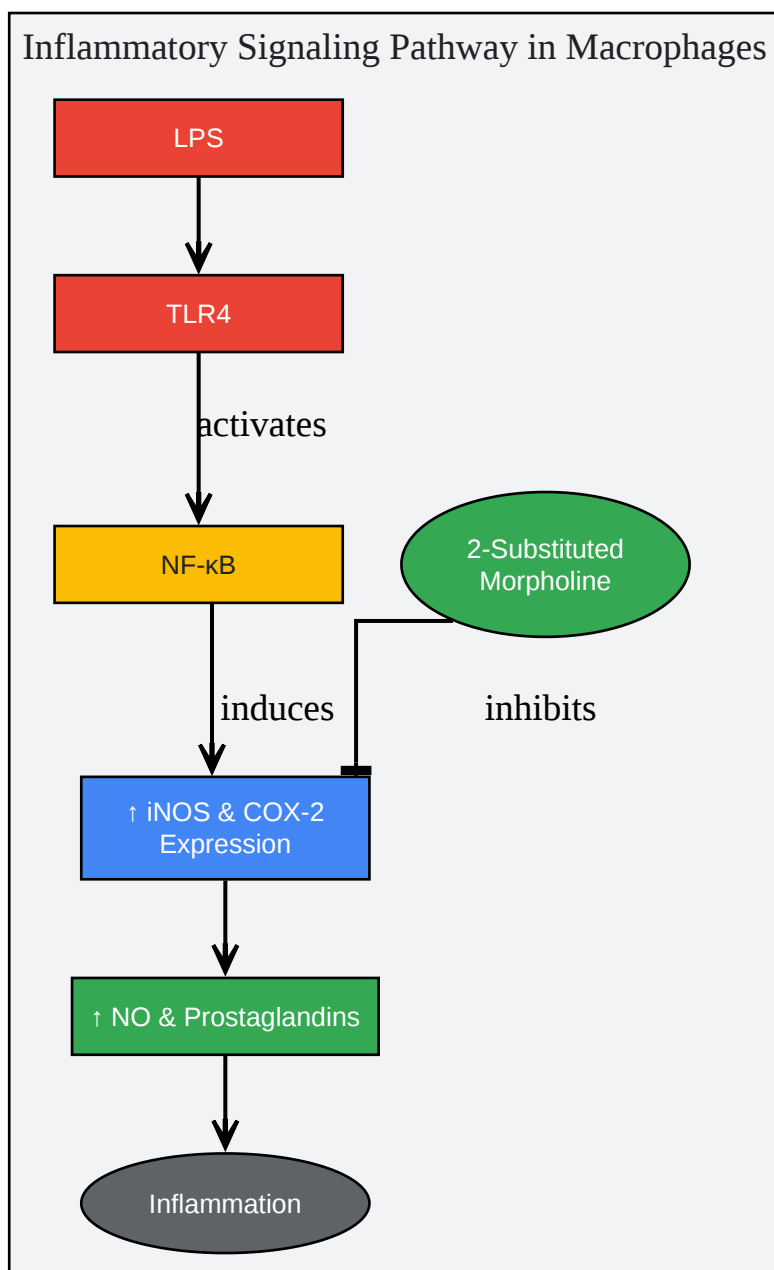 Inflammatory Signaling Pathway in Macrophages
LPS
TLR4
activates
NF-κB
2-Substituted
Morpholine
induces
inhibits
↑ iNOS & COX-2
Expression
↑ NO & Prostaglandins
Inflammation